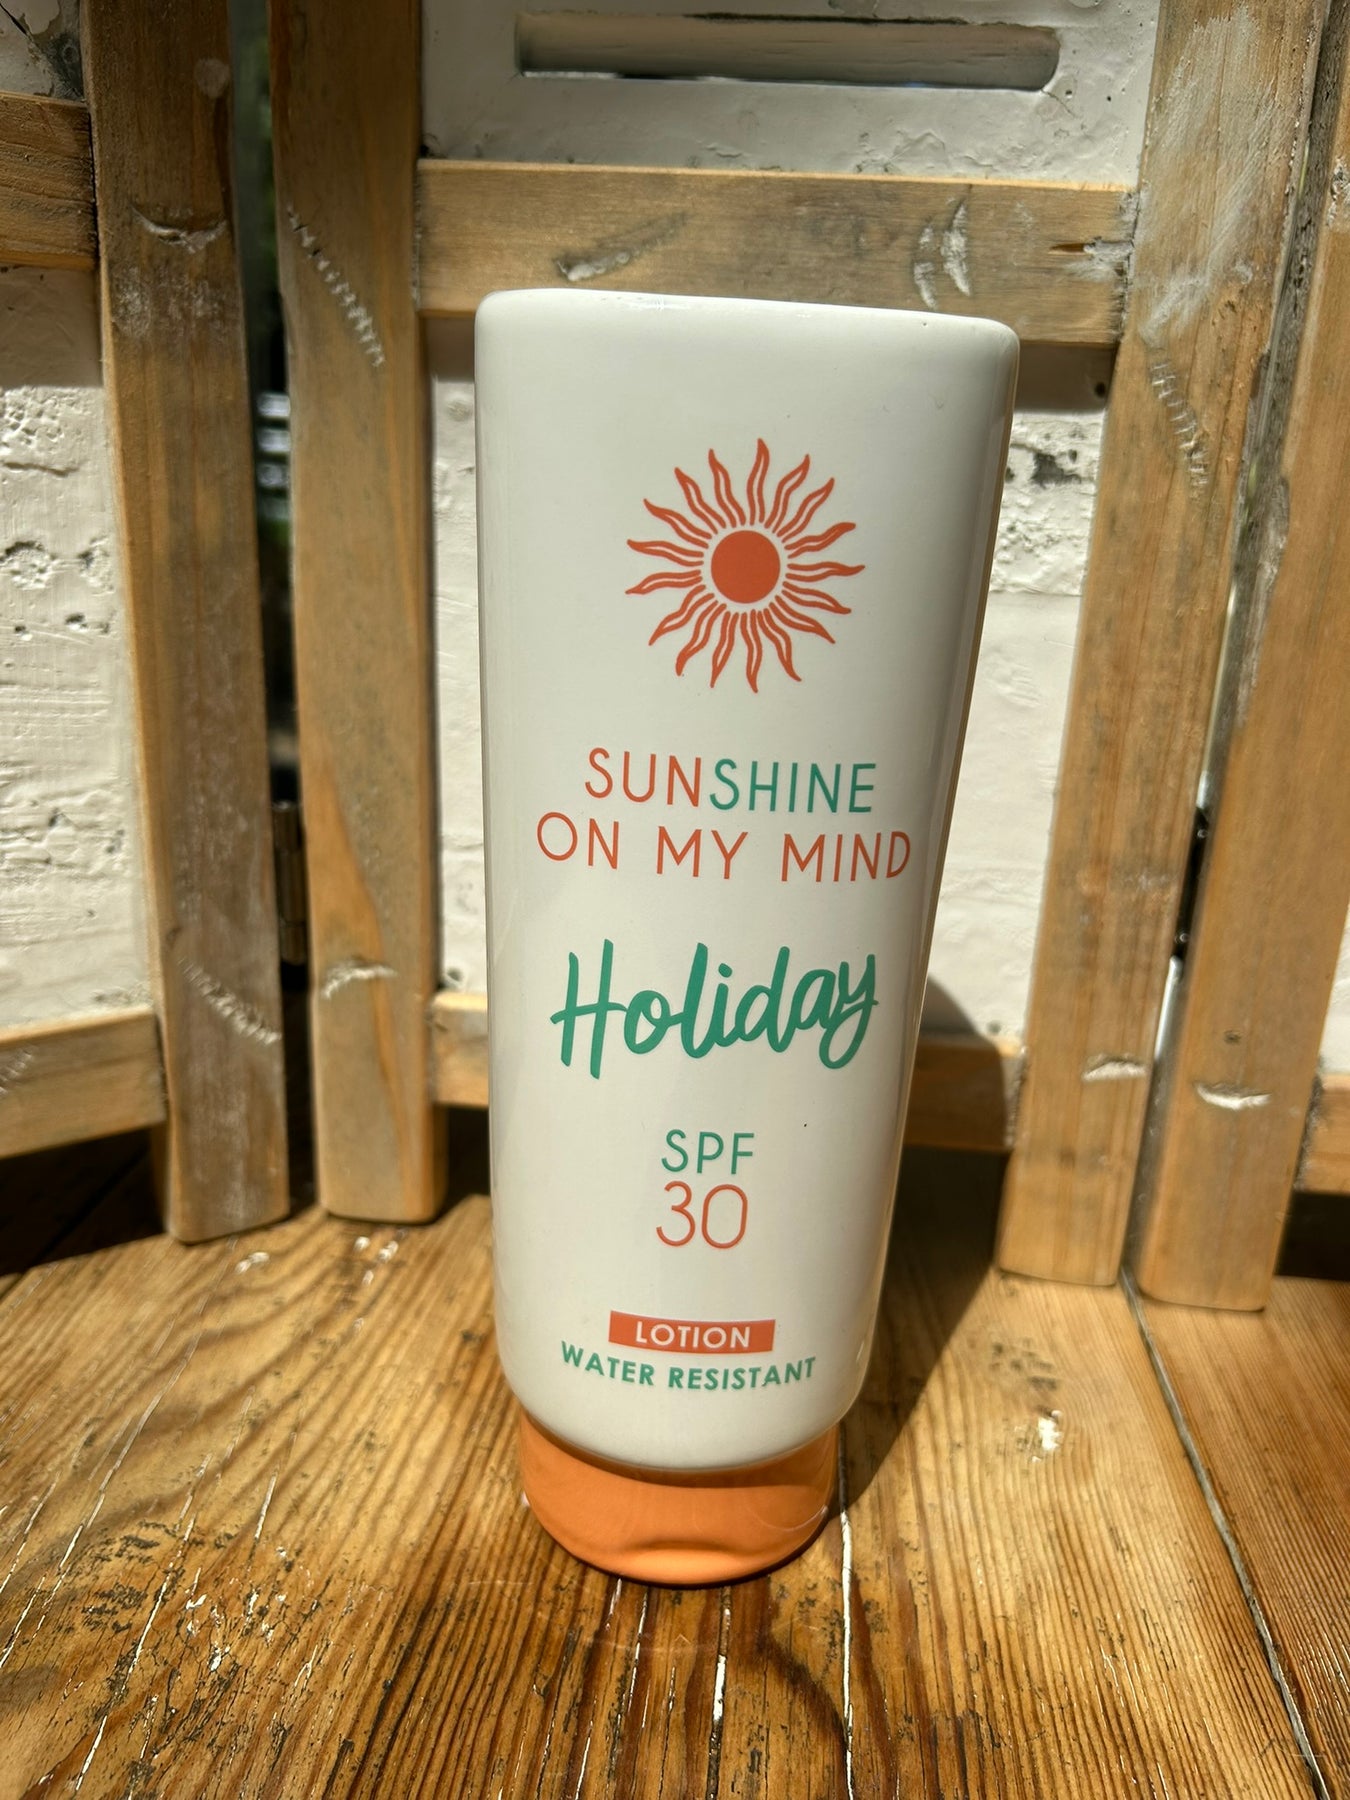 SUNSHINE
ON MY MIND
Holiday
SPF
30
LOTION
WATER RESISTANT